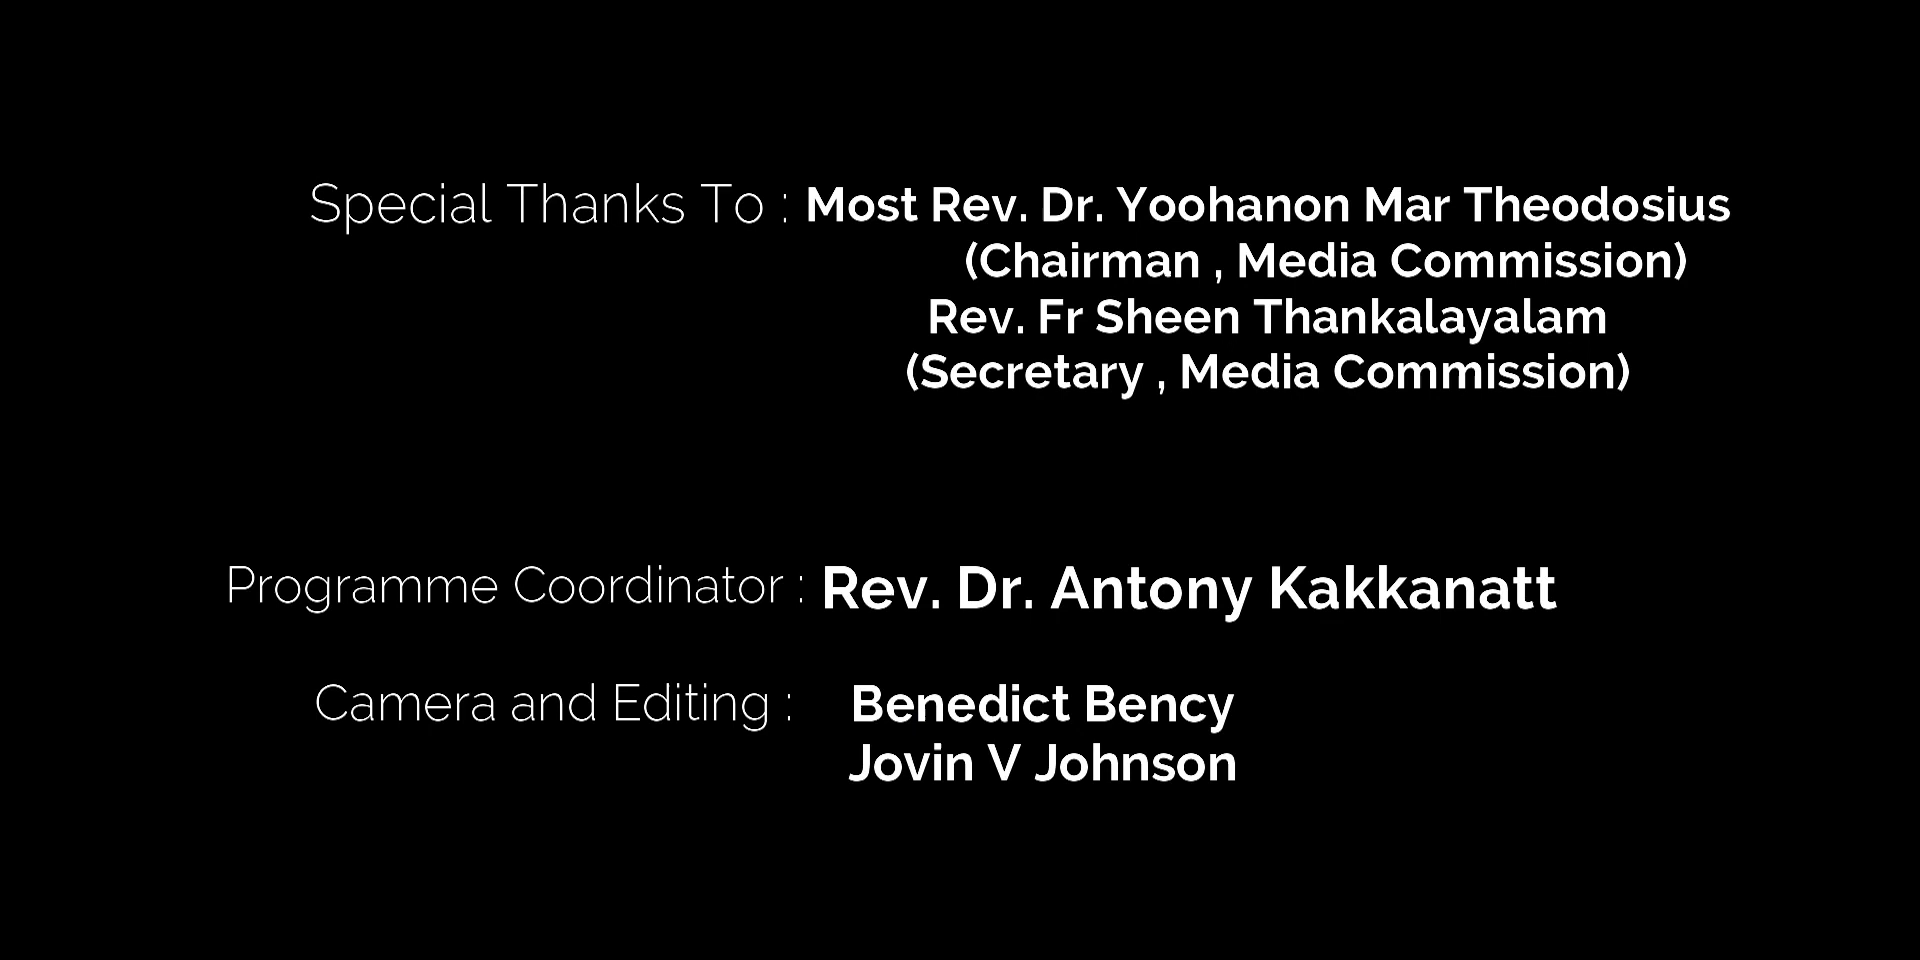 Special Thanks To : Most Rev. Dr. Yoohanon Mar Theodosius
(Chairman , Media Commission)
Rev. Fr Sheen Thankalayalam
(Secretary , Media Commission)
Programme Coordinator : Rev. Dr. Antony Kakkanatt
Camera and Editing : Benedict Bency
Jovin V Johnson